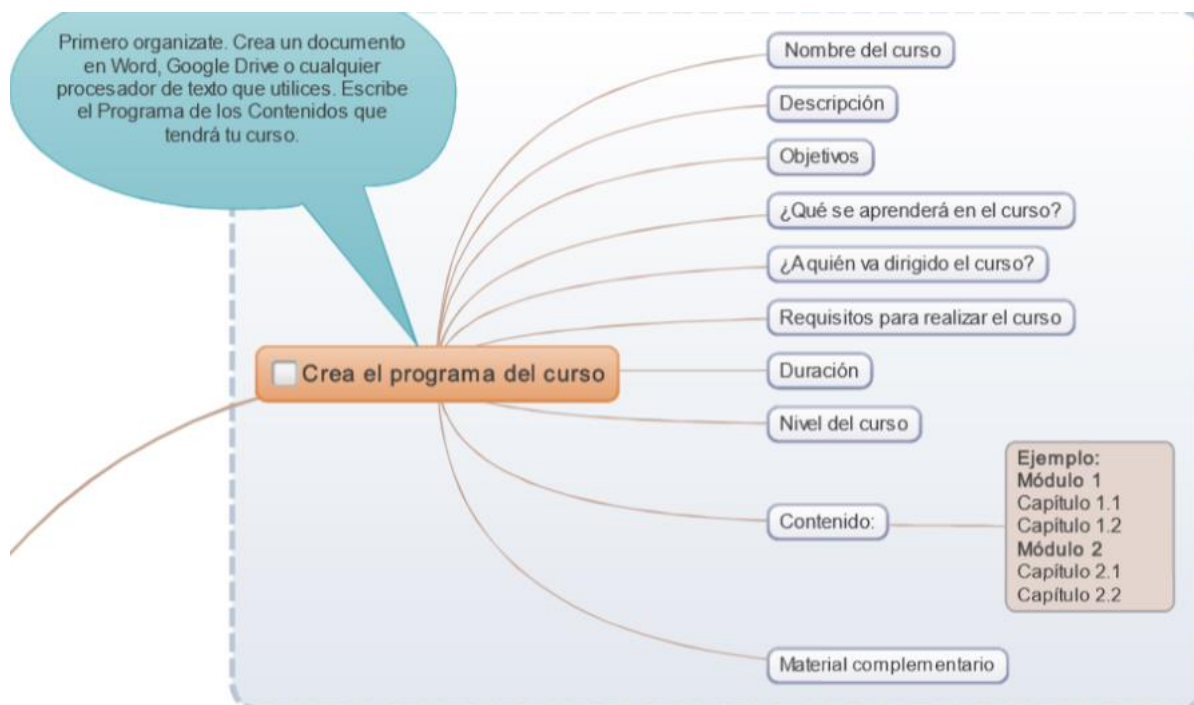 Primero organizate. Crea un documento
en Word, Google Drive o cualquier
procesador de texto que utilices. Escribe
el Programa de los Contenidos que
tendrá tu curso.
Crea el programa del curso
Nombre del curso
Descripción
Objetivos
¿Qué se aprenderá en el curso?
¿A quién va dirigido el curso?
Requisitos para realizar el curso
Duración
Nivel del curso
Contenido:
Ejemplo:
Módulo 1
Capítulo 1.1
Capítulo 1.2
Módulo 2
Capítulo 2.1
Capítulo 2.2
Material complementario